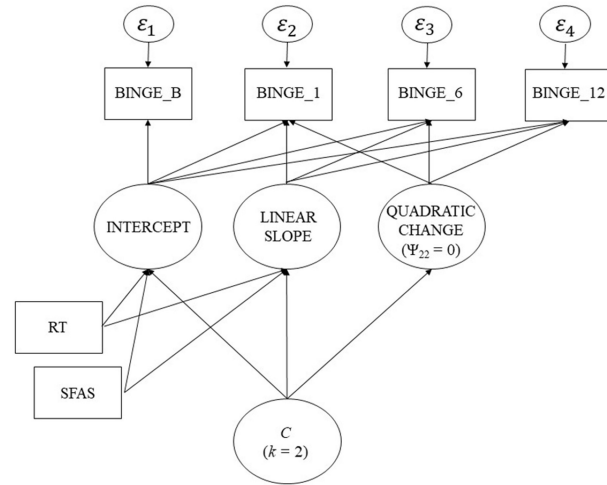 ε1
ε2
ε3
ε4
BINGE_B
BINGE_1
BINGE_6
BINGE_12
INTERCEPT
LINEAR
SLOPE
QUADRATIC
CHANGE
(Ψ22 = 0)
RT
SFAS
C
(k = 2)